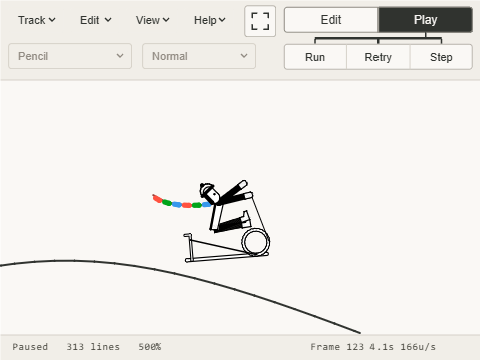 Track Edit View Help Edit Play
Pencil Normal Run Retry Step
Paused 313 lines 500% Frame 123 4.1s 166u/s